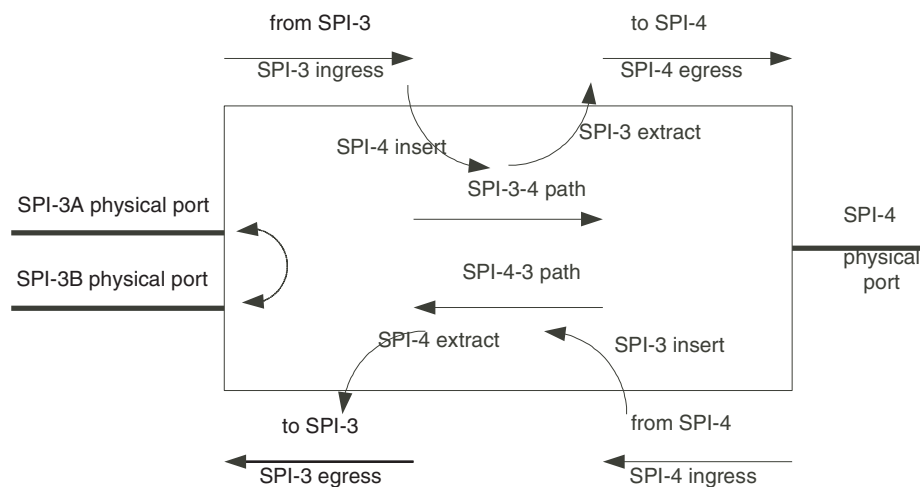 from SPI-3
to SPI-4
SPI-3 ingress
SPI-4 egress
SPI-4 insert
SPI-3 extract
SPI-3-4 path
SPI-3A physical port
SPI-4
physical
port
SPI-3B physical port
SPI-4-3 path
SPI-4 extract
SPI-3 insert
to SPI-3
from SPI-4
SPI-3 egress
SPI-4 ingress